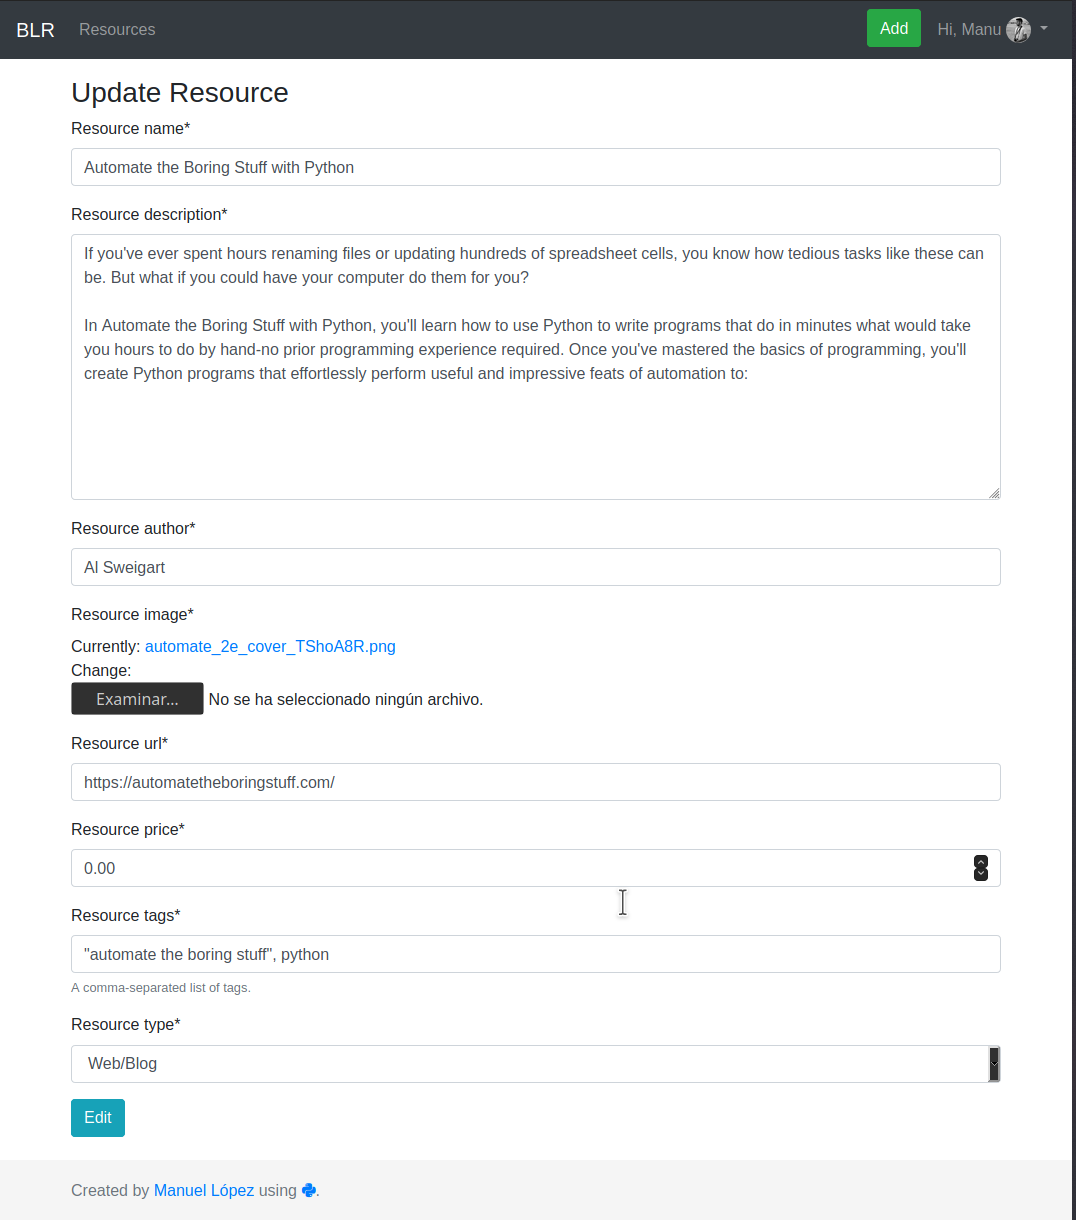 BLR Resources Add Hi, Manu
Update Resource
Resource name*
Automate the Boring Stuff with Python
Resource description*
If you've ever spent hours renaming files or updating hundreds of spreadsheet cells, you know how tedious tasks like these can
be. But what if you could have your computer do them for you?
In Automate the Boring Stuff with Python, you'll learn how to use Python to write programs that do in minutes what would take
you hours to do by hand-no prior programming experience required. Once you've mastered the basics of programming, you'll
create Python programs that effortlessly perform useful and impressive feats of automation to:
Resource author*
Al Sweigart
Resource image*
Currently: automate_2e_cover_TShoA8R.png
Change:
Examinar... No se ha seleccionado ningún archivo.
Resource url*
https://automatetheboringstuff.com/
Resource price*
0.00
Resource tags*
"automate the boring stuff", python
A comma-separated list of tags.
Resource type*
Web/Blog
Edit
Created by Manuel López using .